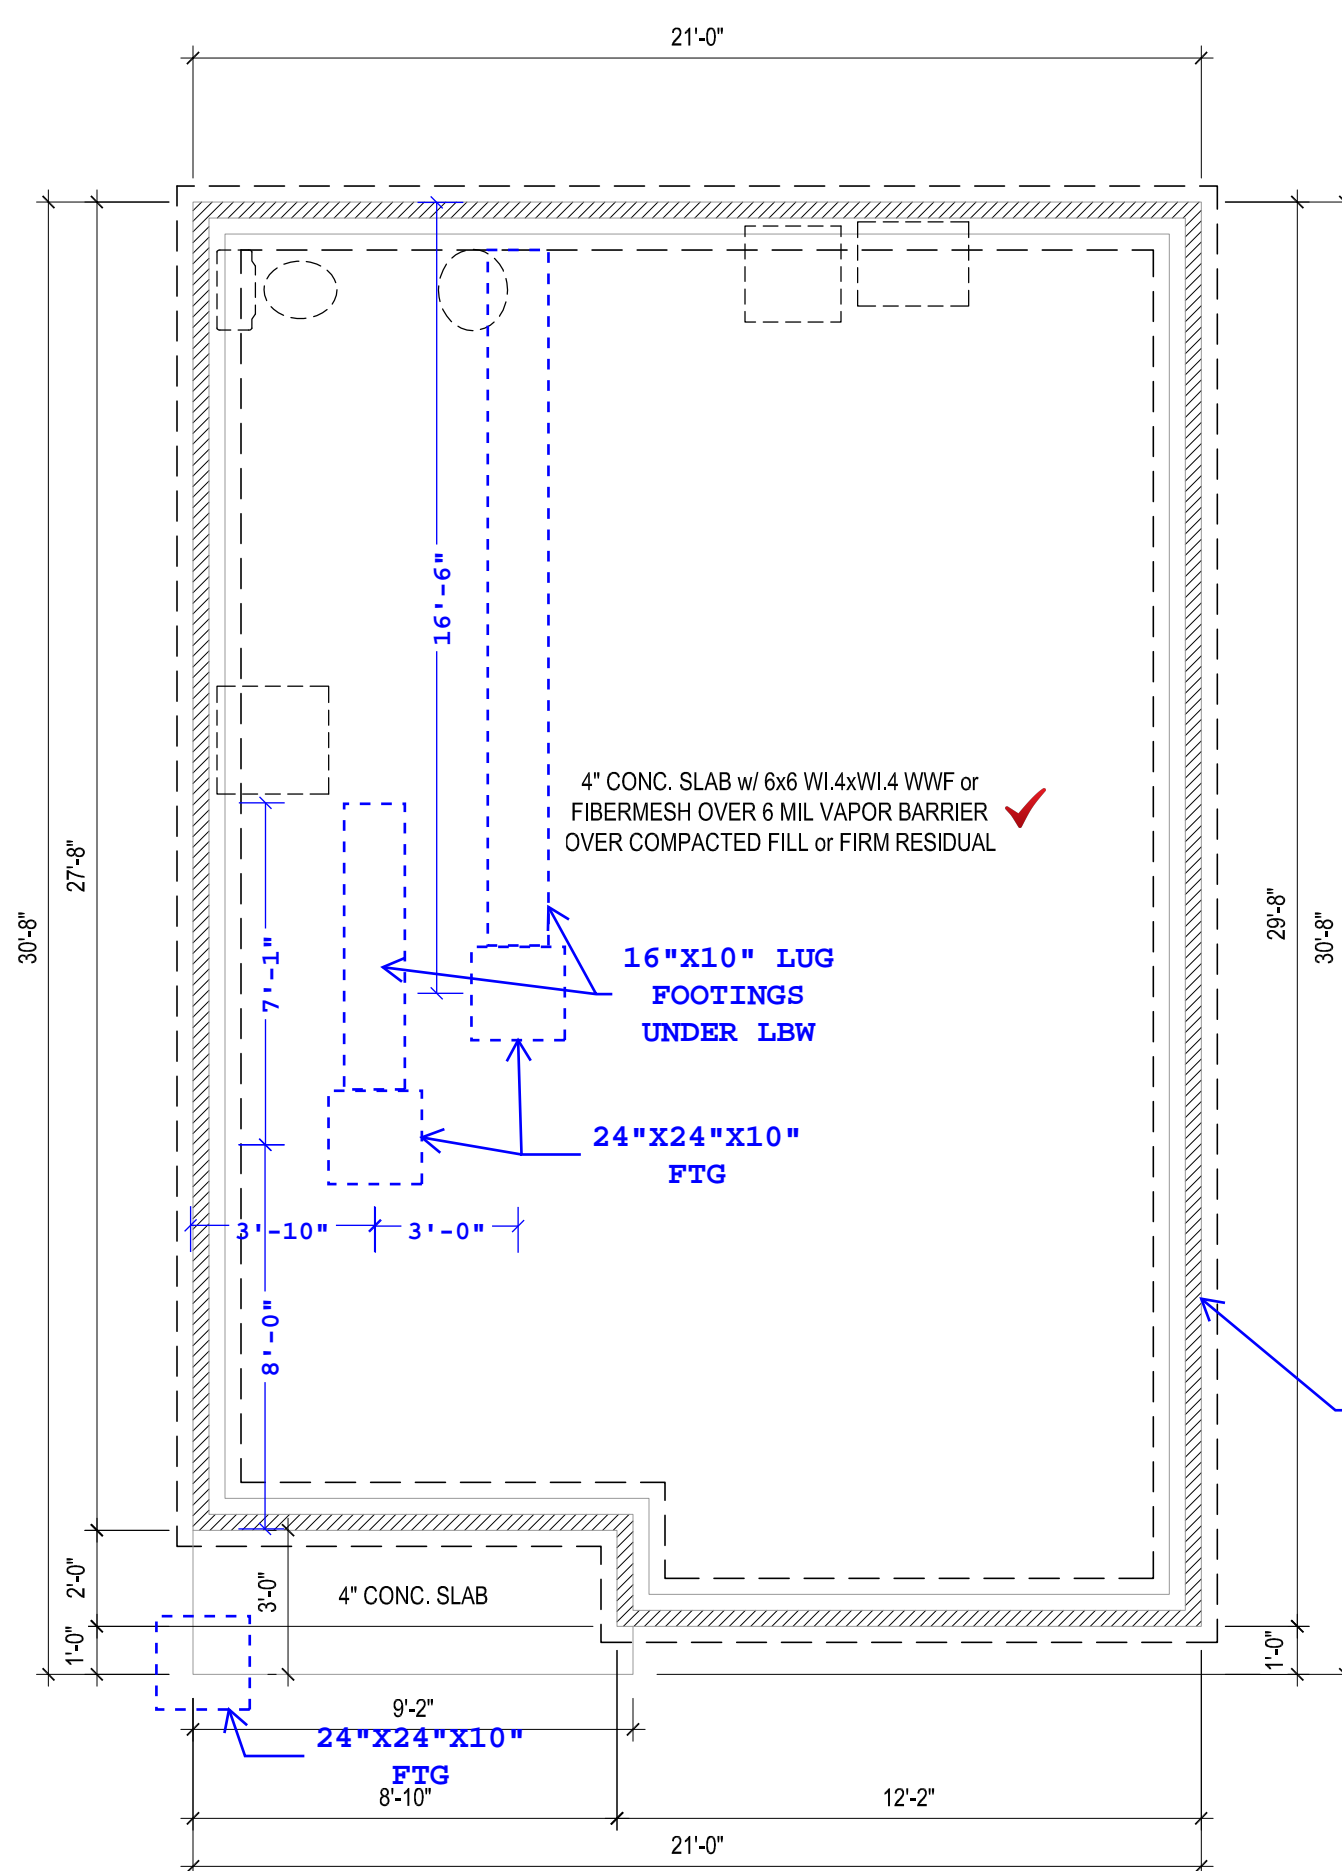 21'-0"
16'-6"
4" CONC. SLAB w/ 6x6 WI.4xWI.4 WWF or
FIBERMESH OVER 6 MIL VAPOR BARRIER
OVER COMPACTED FILL or FIRM RESIDUAL
27'-8"
30'-8"
29'-8"
30'-8"
7'-1"
16"X10" LUG
FOOTINGS
UNDER LBW
24"X24"X10"
FTG
3'-10"
3'-0"
8'-0"
2'-0"
3'-0"
4" CONC. SLAB
1'-0"
1'-0"
9'-2"
24"X24"X10"
FTG
8'-10"
12'-2"
21'-0"